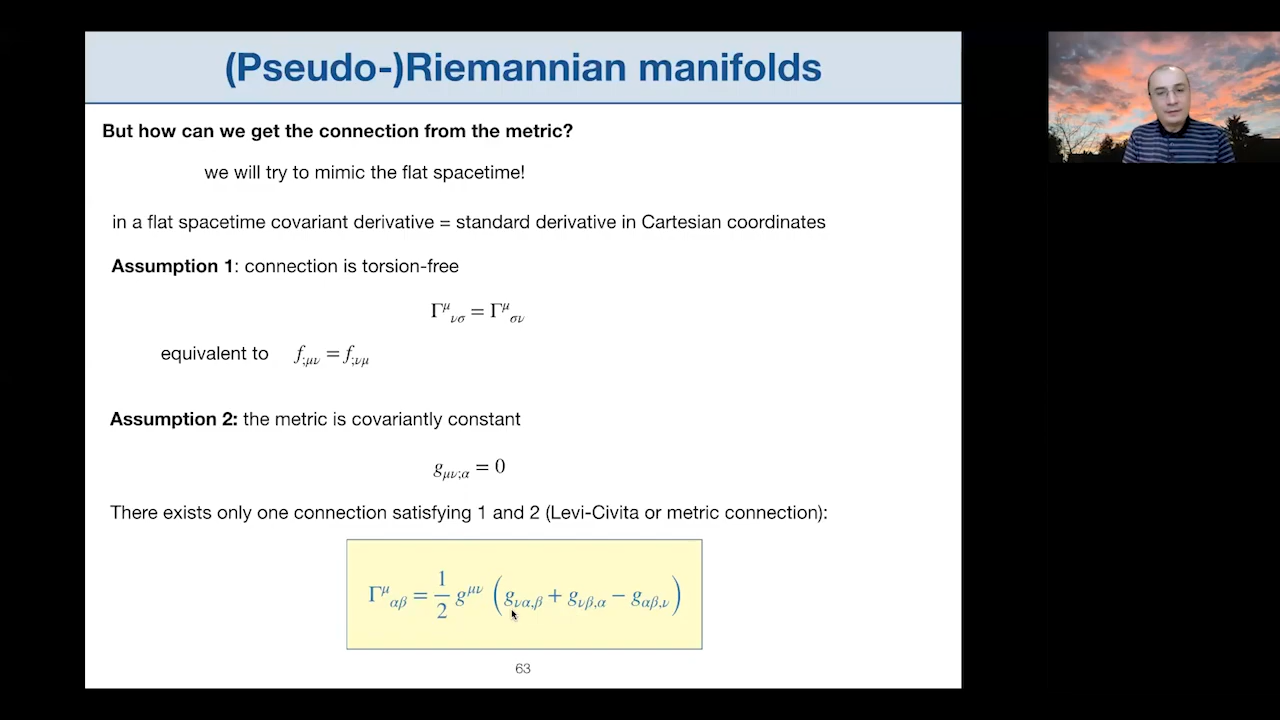 (Pseudo-)Riemannian manifolds
But how can we get the connection from the metric?
we will try to mimic the flat spacetime!
in a flat spacetime covariant derivative = standard derivative in Cartesian coordinates
Assumption 1: connection is torsion-free
Γ^μ_νσ = Γ^μ_σν
equivalent to f_;μν = f_;νμ
Assumption 2: the metric is covariantly constant
g_μν;α = 0
There exists only one connection satisfying 1 and 2 (Levi-Civita or metric connection):
Γ^μ_αβ = 1/2 g^μν (g_να,β + g_νβ,α − g_αβ,ν)
63